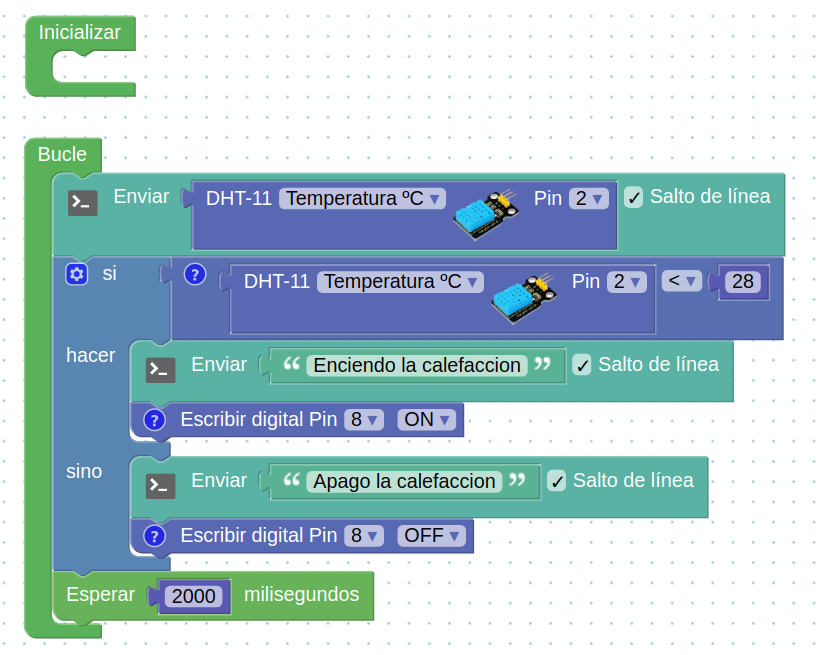 Inicializar
Bucle
Enviar DHT-11 Temperatura ºC Pin 2 Salto de línea
si ? DHT-11 Temperatura ºC Pin 2 < 28
hacer Enviar “ Enciendo la calefaccion ” Salto de línea
? Escribir digital Pin 8 ON
sino Enviar “ Apago la calefaccion ” Salto de línea
? Escribir digital Pin 8 OFF
Esperar 2000 milisegundos